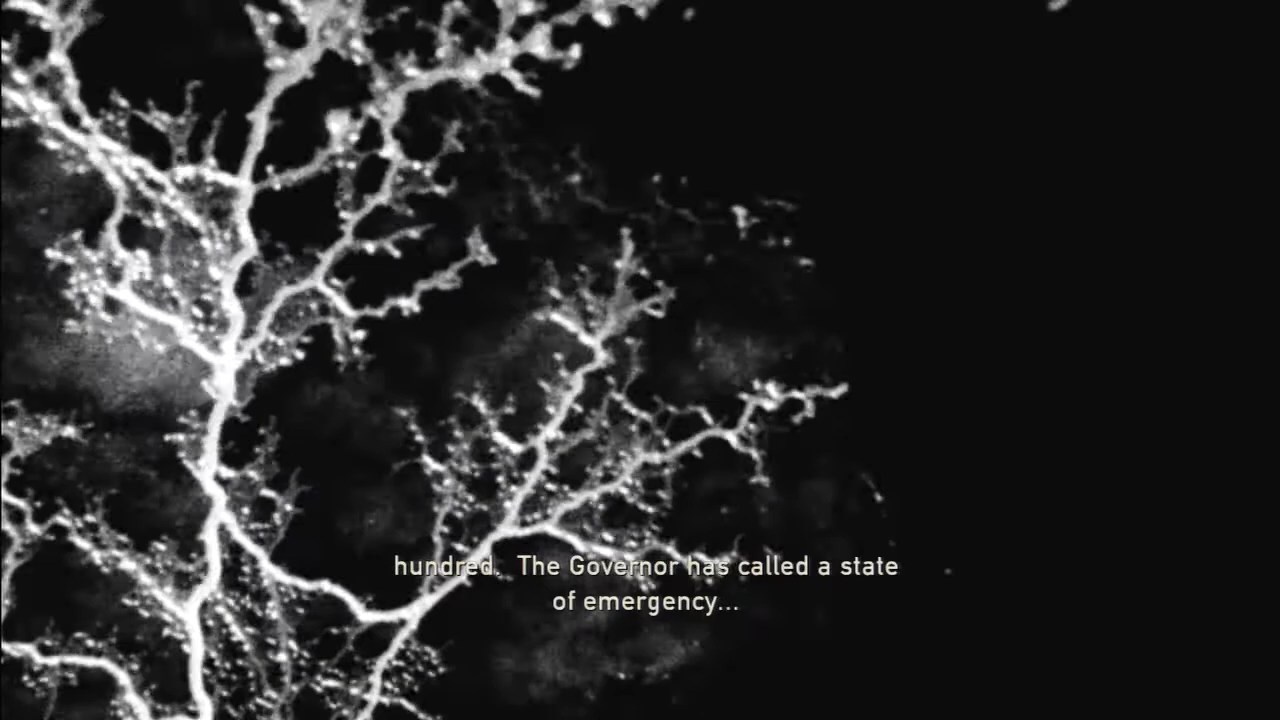 hundred.  The Governor has called a state
of emergency...